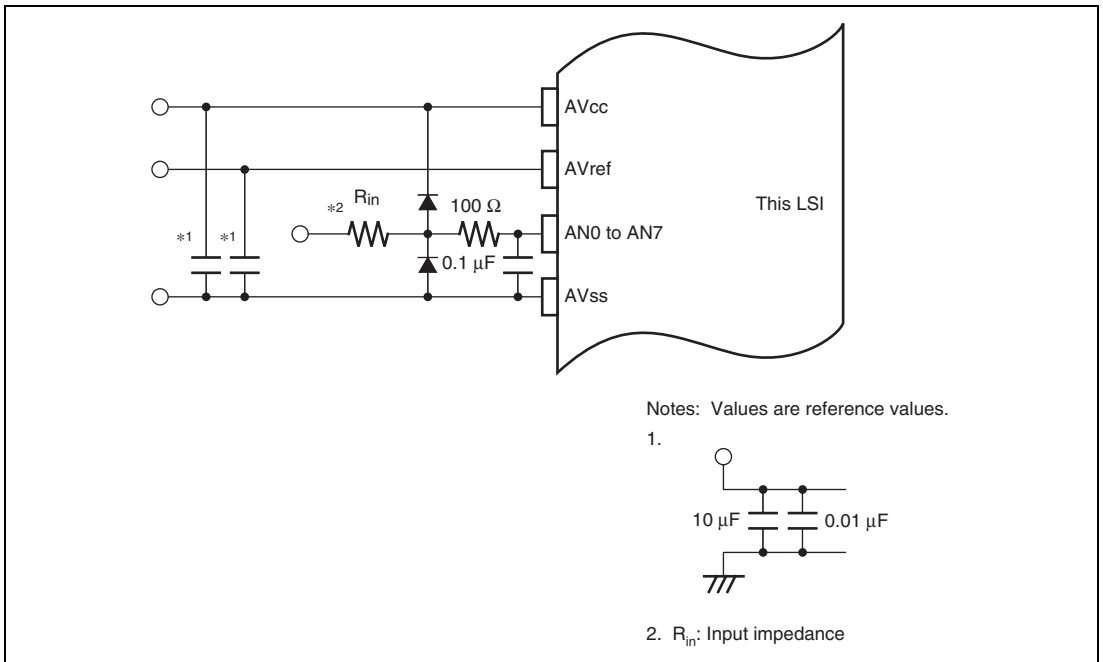 AVcc
AVref
This LSI
*2 Rin 100 Ω
*1 *1 AN0 to AN7
0.1 μF
AVss
Notes: Values are reference values.
1.
10 μF 0.01 μF
2. Rin: Input impedance